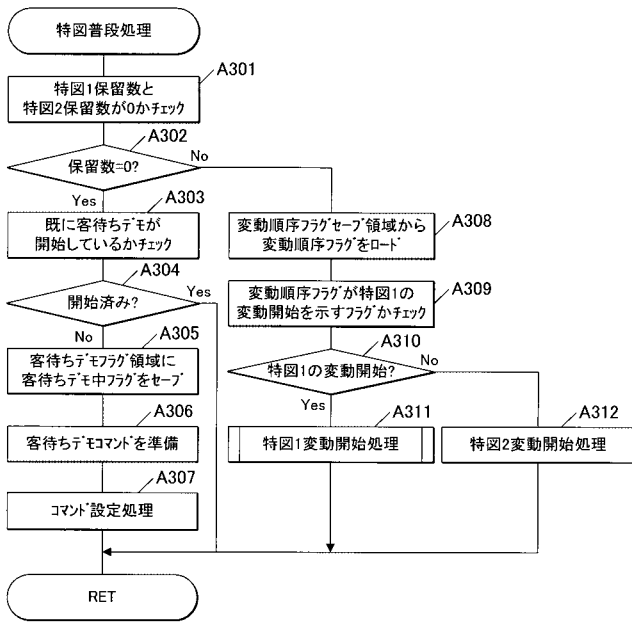 特図普段処理
A301
特図1保留数と
特図2保留数が0かチェック
A302
保留数=0?
No
Yes
A303
既に客待ちデモが
開始しているかチェック
A304
開始済み?
Yes
No
A305
客待ちデモフラグ領域に
客待ちデモ中フラグをセーブ
A306
客待ちデモコマンドを準備
A307
コマンド設定処理
A308
変動順序フラグセーブ領域から
変動順序フラグをロード
A309
変動順序フラグが特図1の
変動開始を示すフラグかチェック
A310
特図1の変動開始?
No
Yes
A311
特図1変動開始処理
A312
特図2変動開始処理
RET